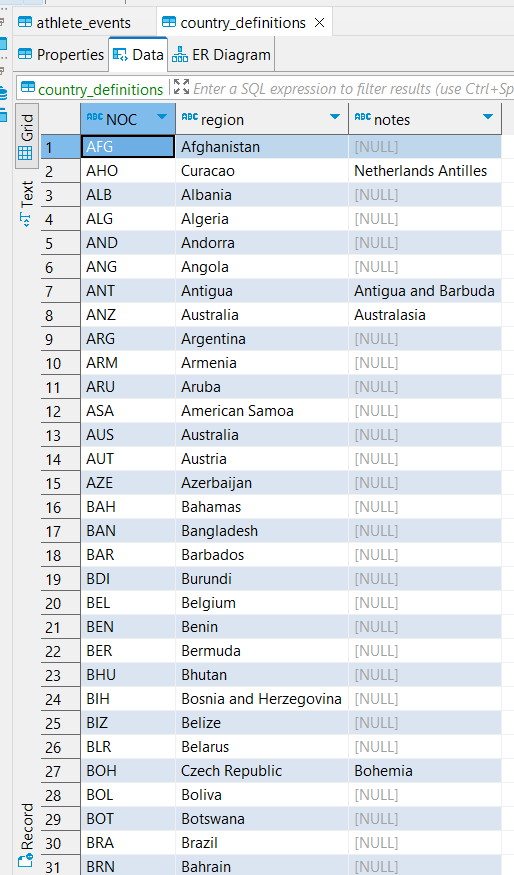 athlete_events country_definitions
Properties Data ER Diagram
country_definitions Enter a SQL expression to filter results (use Ctrl+Sp
Grid
Text
Record
ABC NOC ABC region ABC notes
1 AFG Afghanistan [NULL]
2 AHO Curacao Netherlands Antilles
3 ALB Albania [NULL]
4 ALG Algeria [NULL]
5 AND Andorra [NULL]
6 ANG Angola [NULL]
7 ANT Antigua Antigua and Barbuda
8 ANZ Australia Australasia
9 ARG Argentina [NULL]
10 ARM Armenia [NULL]
11 ARU Aruba [NULL]
12 ASA American Samoa [NULL]
13 AUS Australia [NULL]
14 AUT Austria [NULL]
15 AZE Azerbaijan [NULL]
16 BAH Bahamas [NULL]
17 BAN Bangladesh [NULL]
18 BAR Barbados [NULL]
19 BDI Burundi [NULL]
20 BEL Belgium [NULL]
21 BEN Benin [NULL]
22 BER Bermuda [NULL]
23 BHU Bhutan [NULL]
24 BIH Bosnia and Herzegovina [NULL]
25 BIZ Belize [NULL]
26 BLR Belarus [NULL]
27 BOH Czech Republic Bohemia
28 BOL Boliva [NULL]
29 BOT Botswana [NULL]
30 BRA Brazil [NULL]
31 BRN Bahrain [NULL]